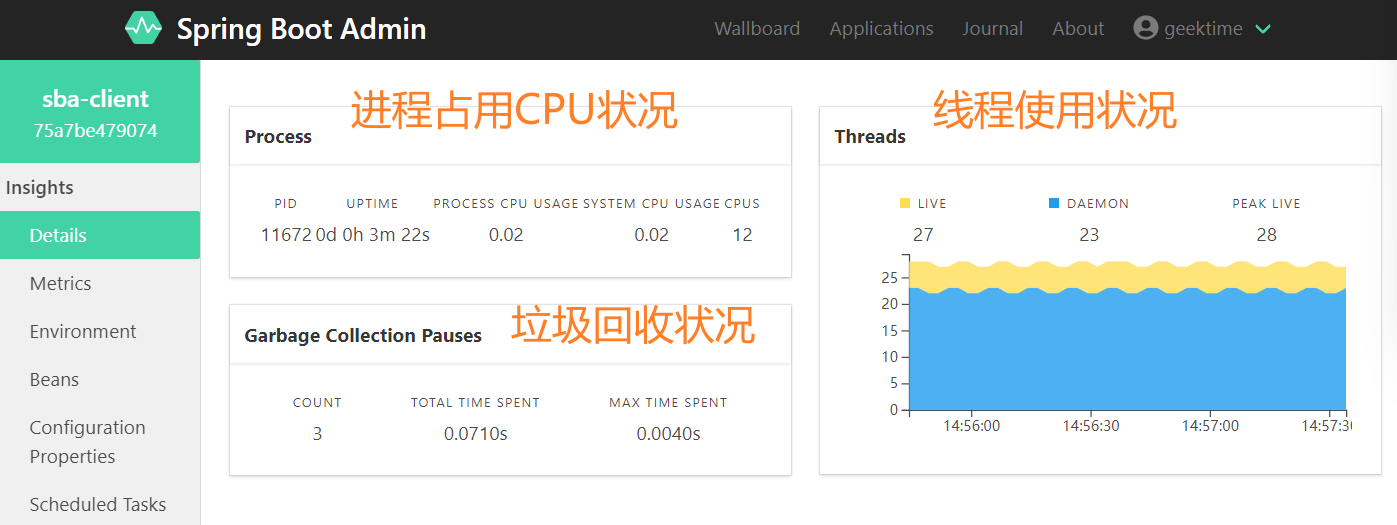 Spring Boot Admin
Wallboard Applications Journal About geektime
sba-client
75a7be479074
Insights
Details
Metrics
Environment
Beans
Configuration
Properties
Scheduled Tasks
进程占用CPU状况
Process
PID UPTIME PROCESS CPU USAGE SYSTEM CPU USAGE CPUS
11672 0d 0h 3m 22s 0.02 0.02 12
垃圾回收状况
Garbage Collection Pauses
COUNT TOTAL TIME SPENT MAX TIME SPENT
3 0.0710s 0.0040s
线程使用状况
Threads
LIVE DAEMON PEAK LIVE
27 23 28
25
20
15
10
5
0
14:56:00 14:56:30 14:57:00 14:57:30